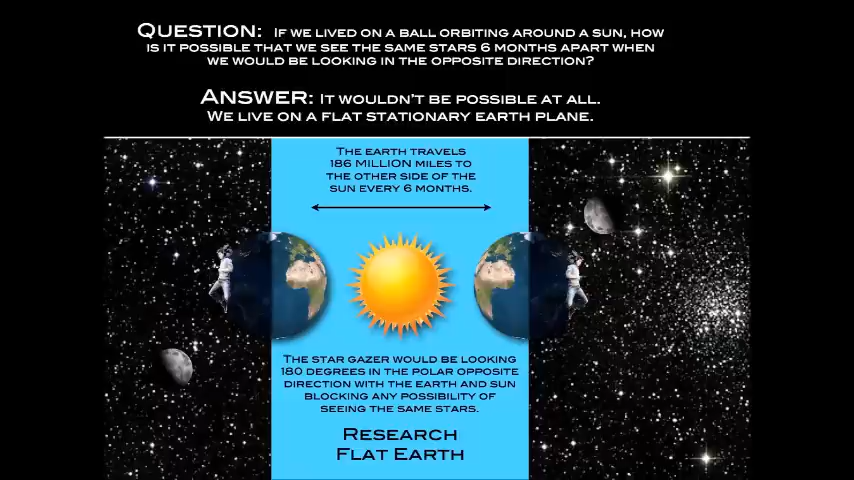 QUESTION: IF WE LIVED ON A BALL ORBITING AROUND A SUN, HOW
IS IT POSSIBLE THAT WE SEE THE SAME STARS 6 MONTHS APART WHEN
WE WOULD BE LOOKING IN THE OPPOSITE DIRECTION?
ANSWER: IT WOULDN'T BE POSSIBLE AT ALL.
WE LIVE ON A FLAT STATIONARY EARTH PLANE.
THE EARTH TRAVELS
186 MILLION MILES TO
THE OTHER SIDE OF THE
SUN EVERY 6 MONTHS.
THE STAR GAZER WOULD BE LOOKING
180 DEGREES IN THE POLAR OPPOSITE
DIRECTION WITH THE EARTH AND SUN
BLOCKING ANY POSSIBILITY OF
SEEING THE SAME STARS.
RESEARCH
FLAT EARTH